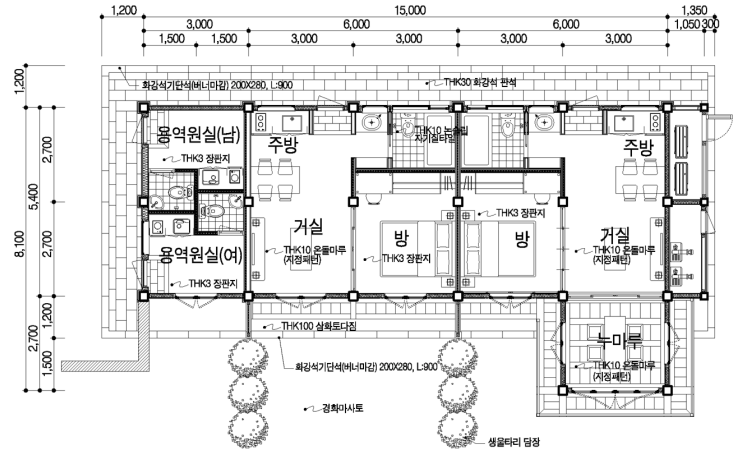 1,200 15,000 1,350
3,000 6,000 6,000 1,050 300
1,500 1,500 3,000 3,000 3,000 3,000
1,200
화강석기단석(버너마감) 200X280, L:900
THK30 화강석 판석
용역원실(남)
THK3 장판지
주방
THK10 논슬립
자기질타일
주방
2,700
5,400
8,100
거실
THK10 온돌마루
(지정패턴)
방
THK3 장판지
THK3 장판지
방
거실
THK10 온돌마루
(지정패턴)
2,700
용역원실(여)
THK3 장판지
1,200
THK100 삼화토다짐
누마루
THK10 온돌마루
(지정패턴)
2,700
1,500
화강석기단석(버너마감) 200X280, L:900
경화마사토
생울타리 담장